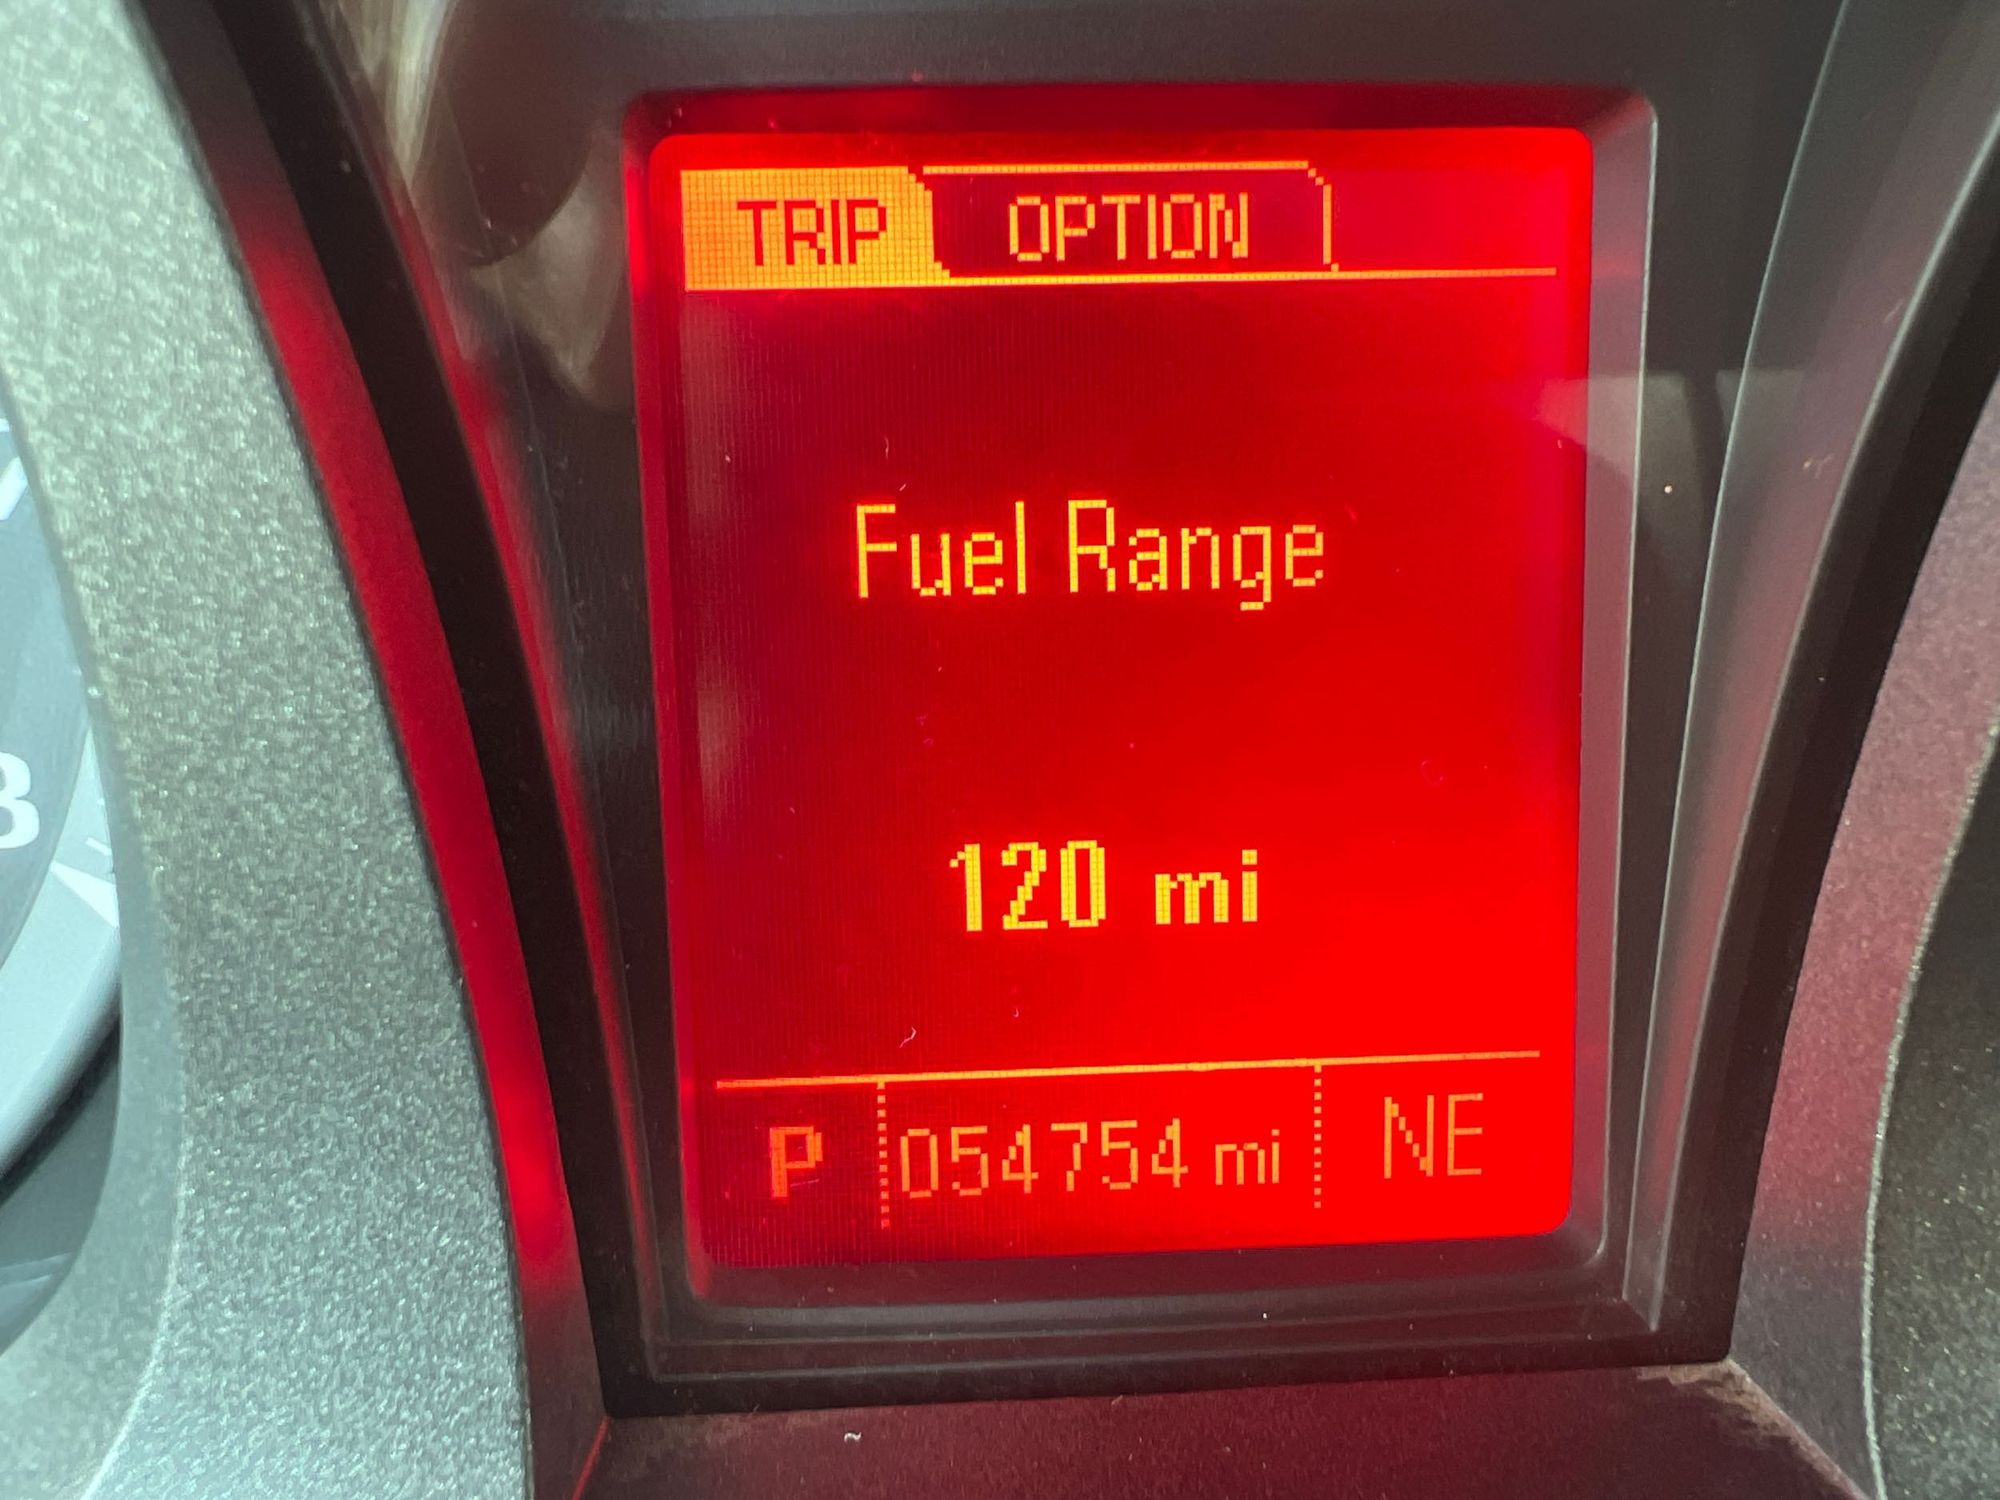 TRIP OPTION
Fuel Range
120 mi
P 054754 mi NE